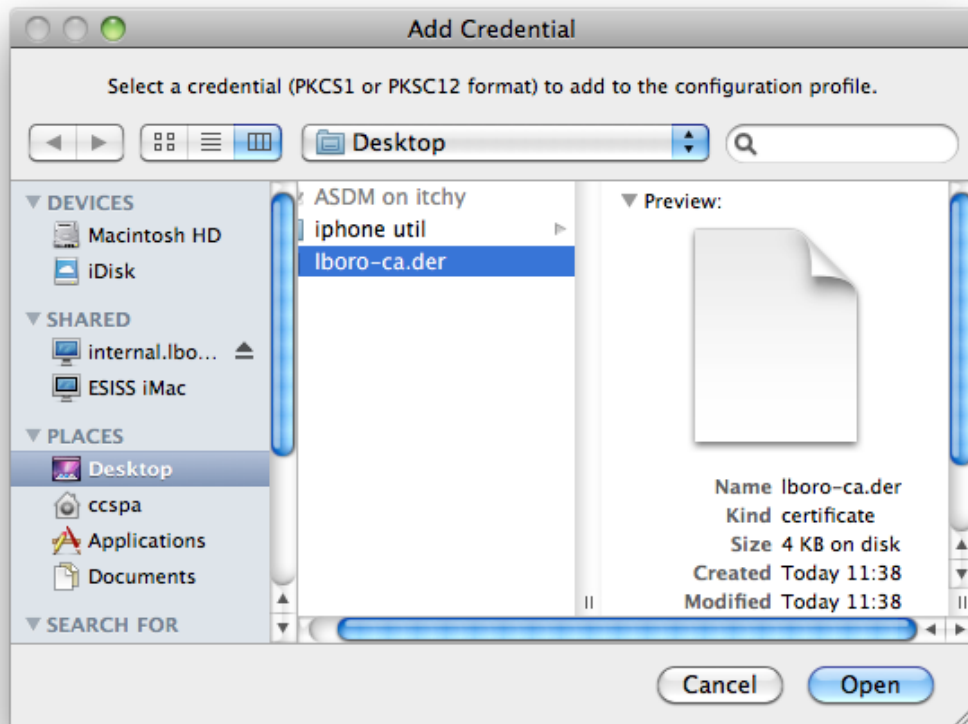 Add Credential
Select a credential (PKCS1 or PKSC12 format) to add to the configuration profile.
Desktop
DEVICES
Macintosh HD
iDisk
SHARED
internal.lbo...
ESISS iMac
PLACES
Desktop
ccspa
Applications
Documents
SEARCH FOR
ASDM on itchy
iphone util
lboro-ca.der
Preview:
Name lboro-ca.der
Kind certificate
Size 4 KB on disk
Created Today 11:38
Modified Today 11:38
Cancel
Open